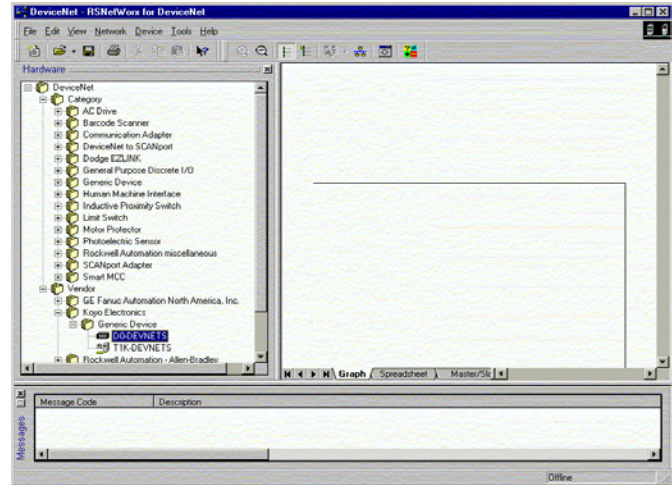 DeviceNet - RSNetWorx for DeviceNet
File Edit View Network Device Tools Help
Hardware
DeviceNet
Category
AC Drive
Barcode Scanner
Communication Adapter
DeviceNet to SCANport
Dodge EZLINK
General Purpose Discrete I/O
Generic Device
Human Machine Interface
Inductive Proximity Switch
Limit Switch
Motor Protector
Photoelectric Sensor
Rockwell Automation miscellaneous
SCANport Adapter
Smart MCC
Vendor
GE Fanuc Automation North America, Inc.
Koyo Electronics
Generic Device
D0-DEVNETS
T1K-DEVNETS
Rockwell Automation - Allen-Bradley
Graph Spreadsheet Master/Sla
Messages
Message Code Description
Offline